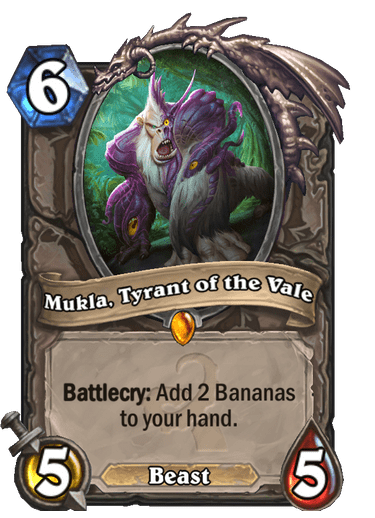 6
Mukla, Tyrant of the Vale
Battlecry: Add 2 Bananas
to your hand.
5
Beast
5